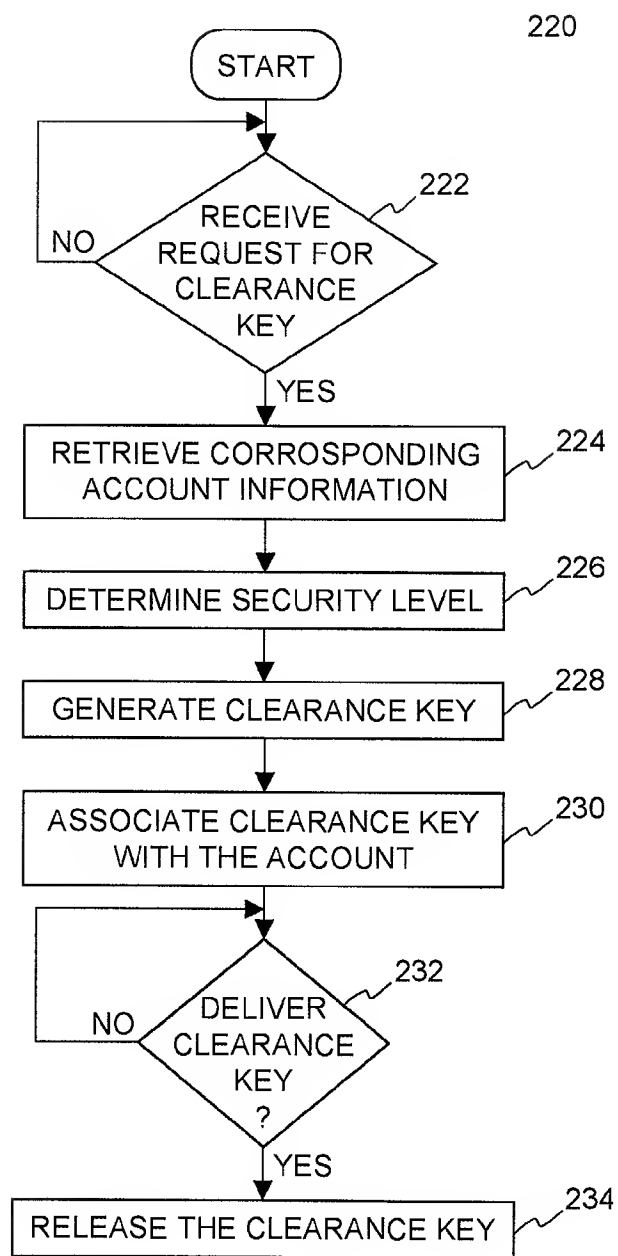 220
START
222
RECEIVE
REQUEST FOR
CLEARANCE
KEY
NO
YES
224
RETRIEVE CORROSPONDING
ACCOUNT INFORMATION
226
DETERMINE SECURITY LEVEL
228
GENERATE CLEARANCE KEY
230
ASSOCIATE CLEARANCE KEY
WITH THE ACCOUNT
232
DELIVER
CLEARANCE
KEY
?
NO
YES
234
RELEASE THE CLEARANCE KEY